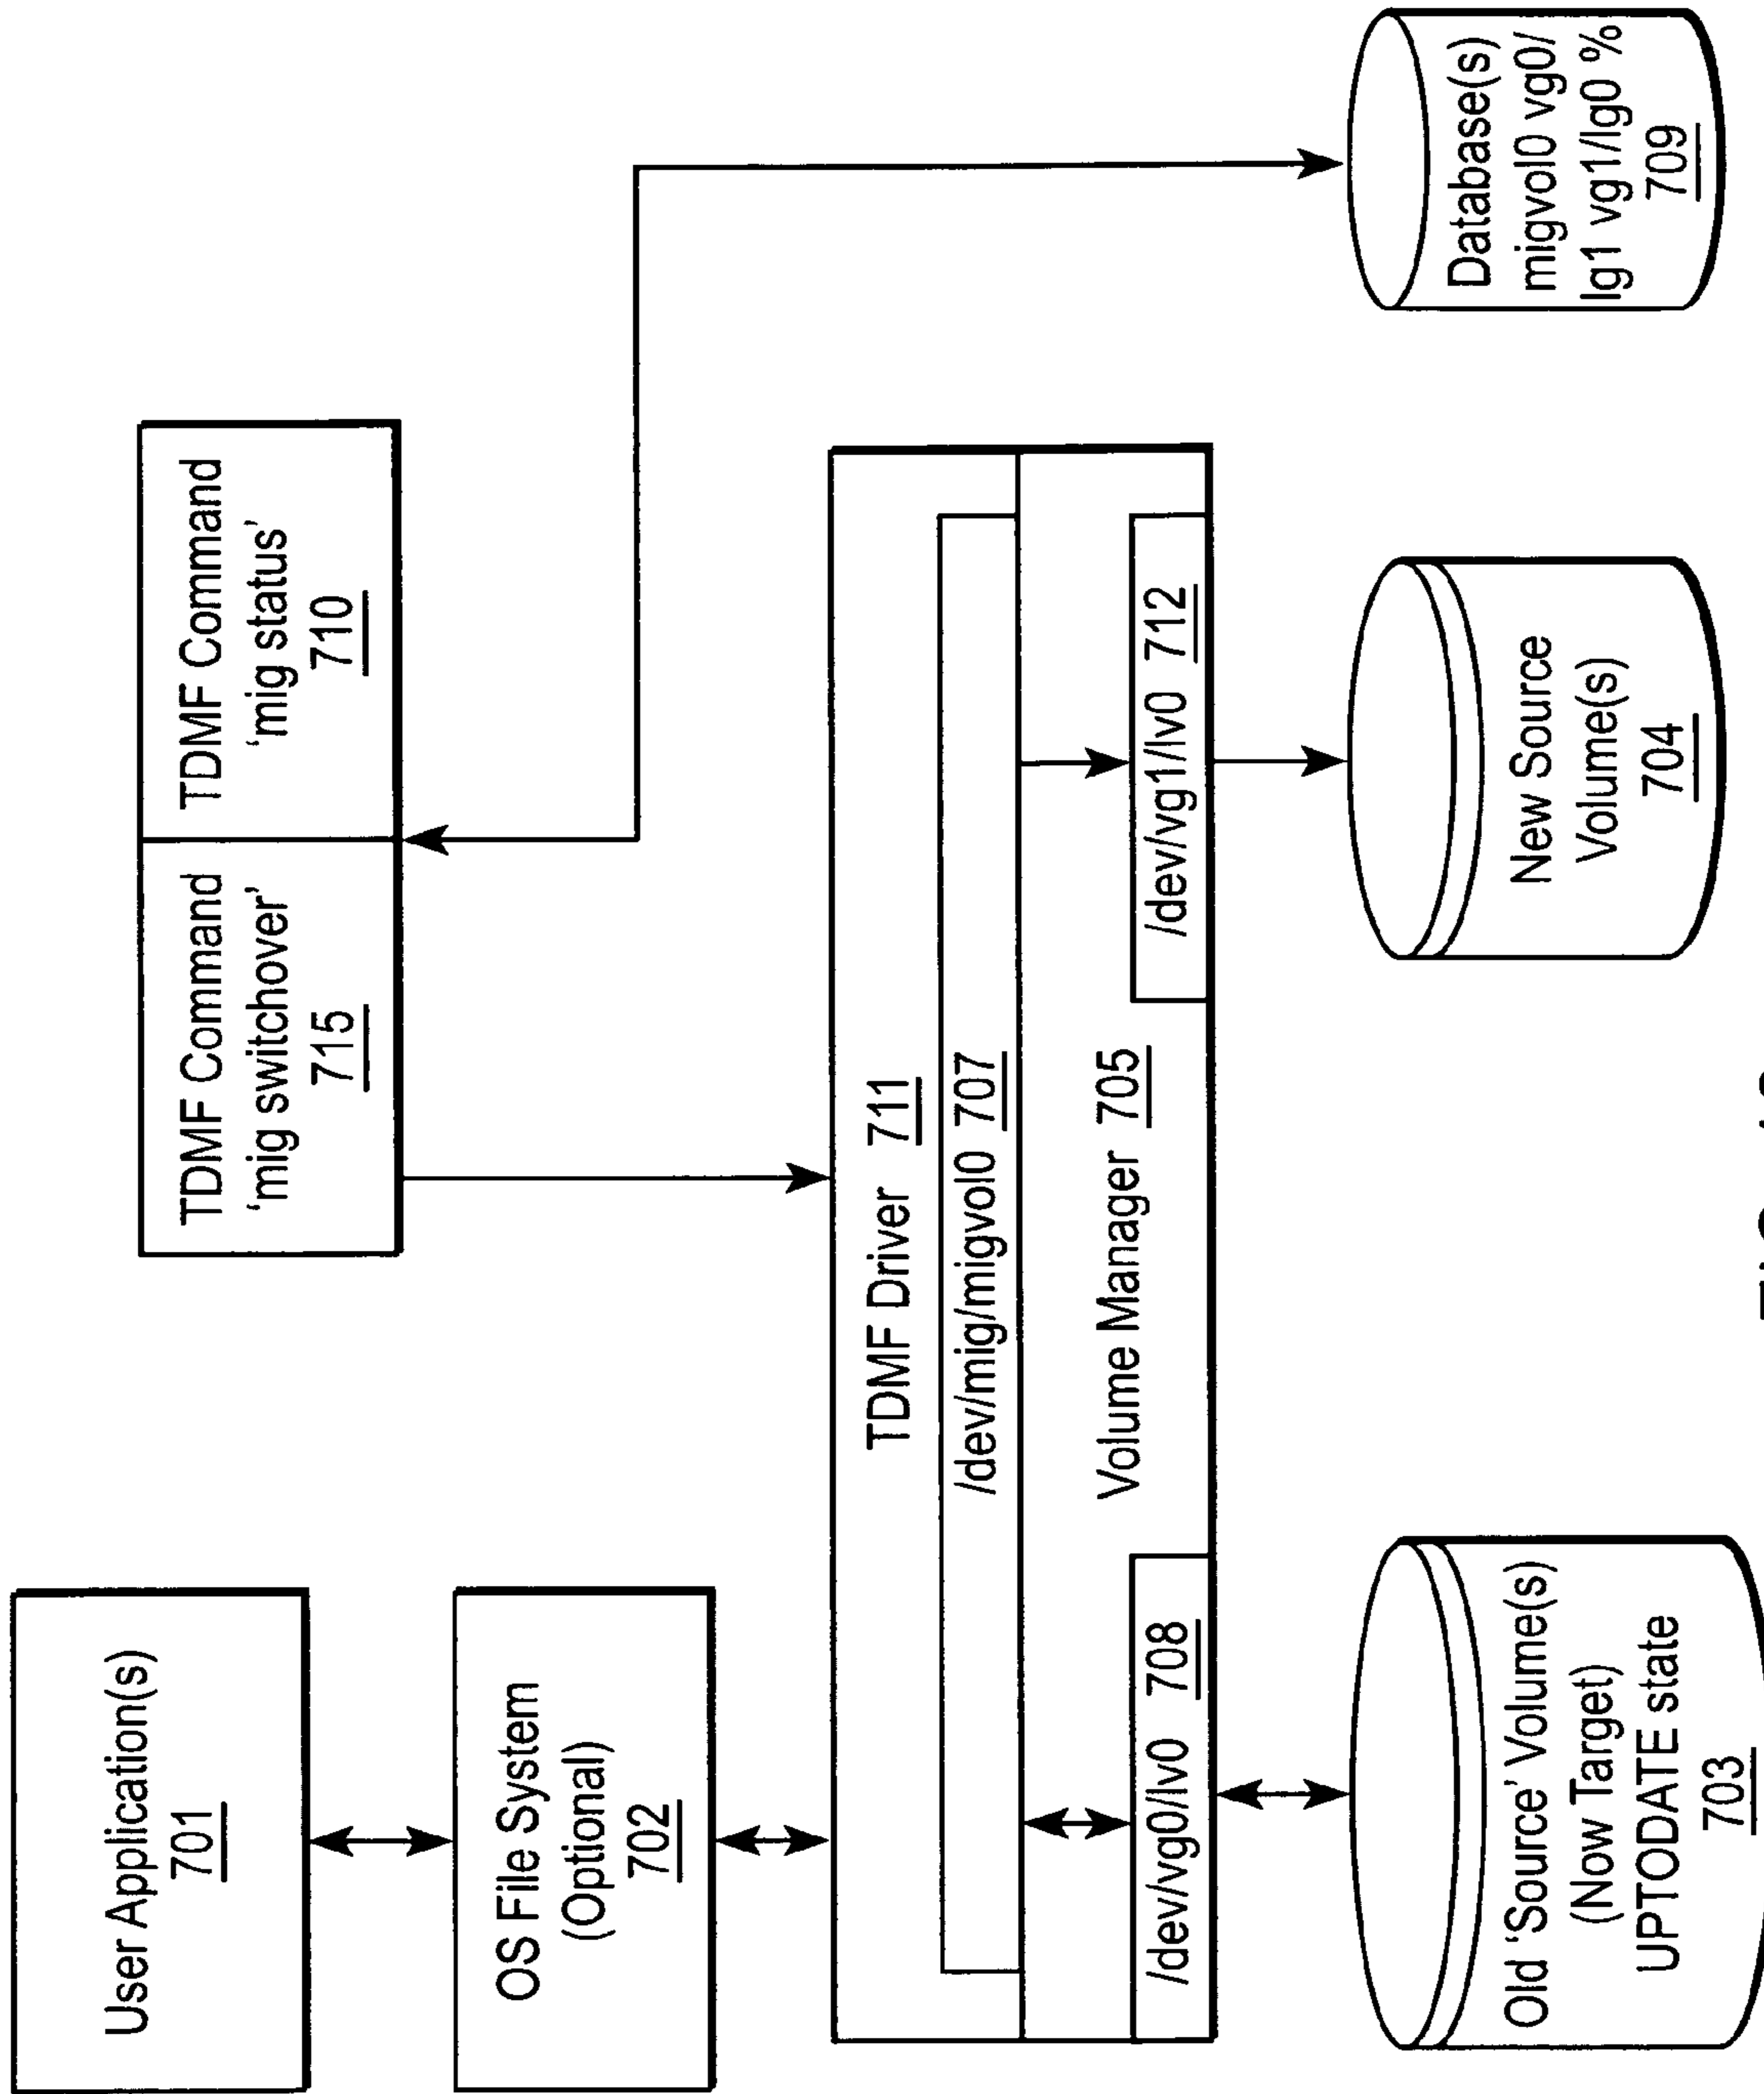 User Application(s)
701
OS File System
(Optional)
702
TDMF Command
'mig switchover'
715
TDMF Command
'mig status'
710
TDMF Driver 711
/dev/mig/migvol0 707
Volume Manager 705
/dev/vg0/lv0 708
/dev/vg1/lv0 712
Old 'Source' Volume(s)
(Now Target)
UPTODATE state
703
New Source
Volume(s)
704
Database(s)
migvol0 vg0/
lg1 vg1/lg0 %
709